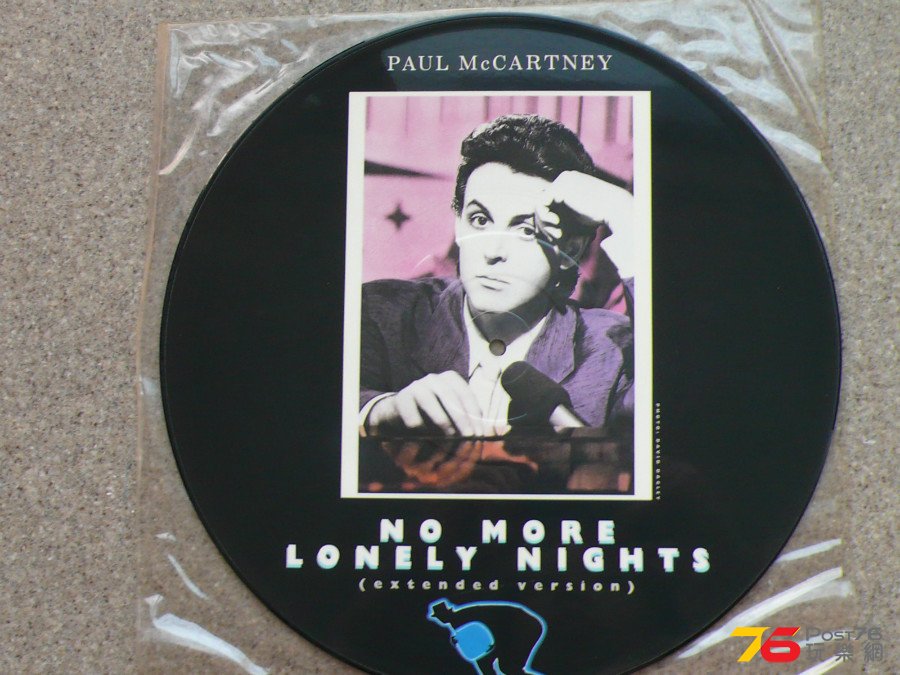 PAUL McCARTNEY
PHOTO: DAVID BAILEY
NO MORE
LONELY NIGHTS
(extended version)
76 Post76
玩樂網